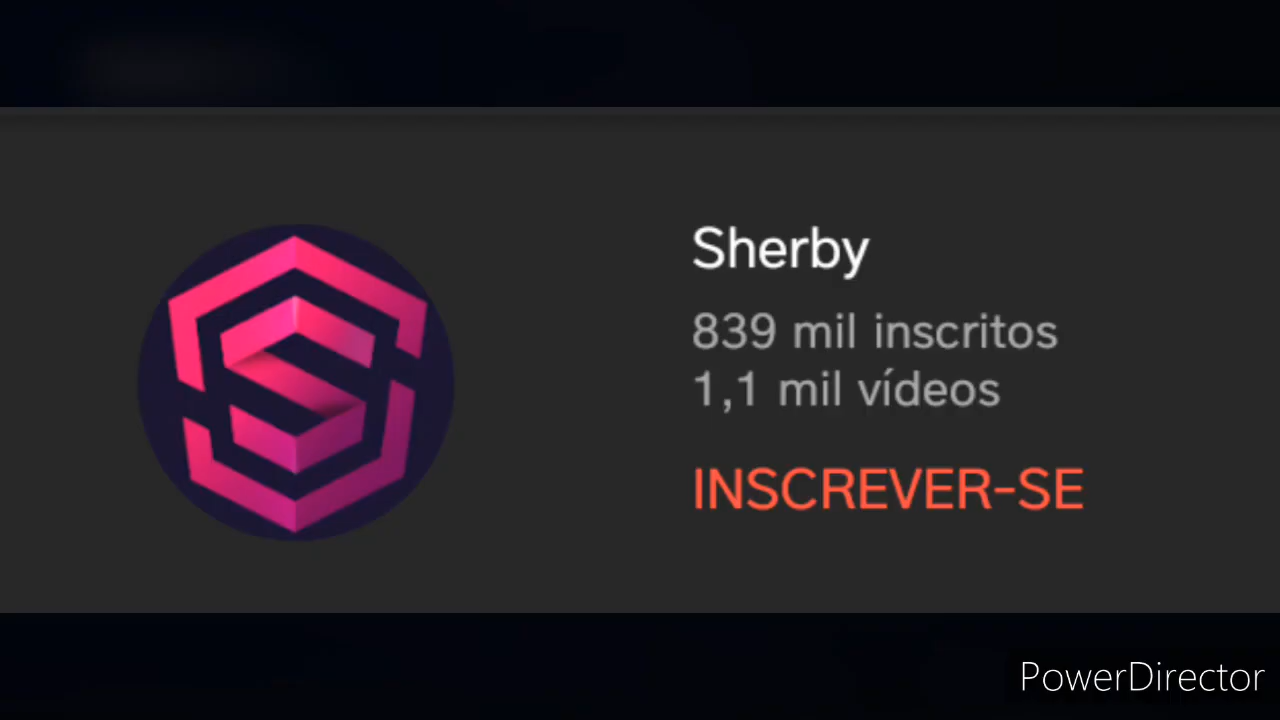 Sherby
839 mil inscritos
1,1 mil vídeos
INSCREVER-SE
PowerDirector